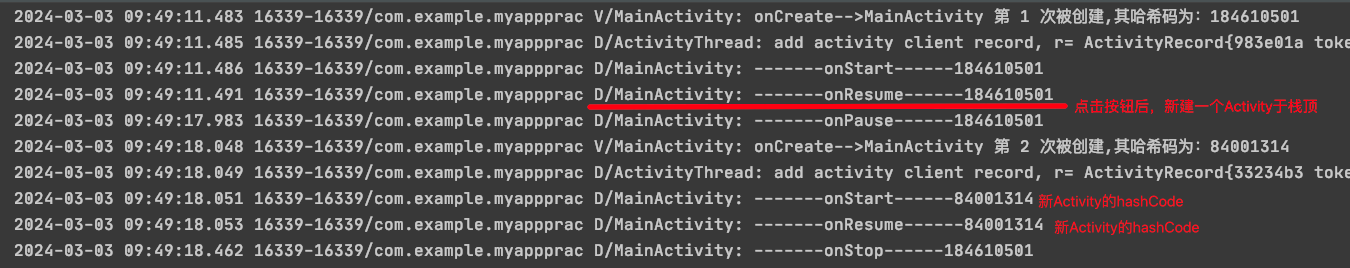 2024-03-03 09:49:11.483 16339-16339/com.example.myappprac V/MainActivity: onCreate-->MainActivity 第 1 次被创建,其哈希码为: 184610501
2024-03-03 09:49:11.485 16339-16339/com.example.myappprac D/ActivityThread: add activity client record, r= ActivityRecord{983e01a toke
2024-03-03 09:49:11.486 16339-16339/com.example.myappprac D/MainActivity: -------onStart------184610501
2024-03-03 09:49:11.491 16339-16339/com.example.myappprac D/MainActivity: -------onResume------184610501 点击按钮后，新建一个Activity于栈顶
2024-03-03 09:49:17.983 16339-16339/com.example.myappprac D/MainActivity: -------onPause------184610501
2024-03-03 09:49:18.048 16339-16339/com.example.myappprac V/MainActivity: onCreate-->MainActivity 第 2 次被创建,其哈希码为: 84001314
2024-03-03 09:49:18.049 16339-16339/com.example.myappprac D/ActivityThread: add activity client record, r= ActivityRecord{33234b3 toke
2024-03-03 09:49:18.051 16339-16339/com.example.myappprac D/MainActivity: -------onStart------84001314 新Activity的hashCode
2024-03-03 09:49:18.053 16339-16339/com.example.myappprac D/MainActivity: -------onResume------84001314 新Activity的hashCode
2024-03-03 09:49:18.462 16339-16339/com.example.myappprac D/MainActivity: -------onStop------184610501